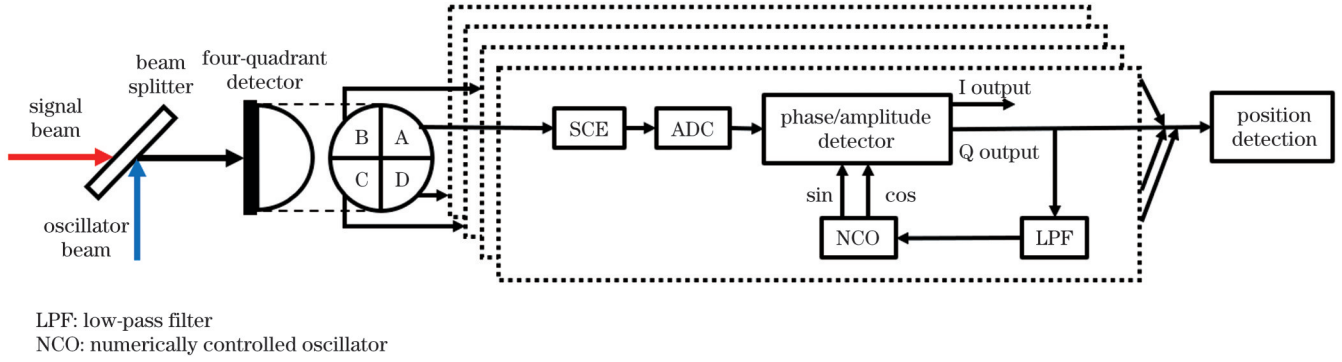 signal
beam
beam
splitter
four-quadrant
detector
oscillator
beam
B
A
C
D
SCE
ADC
phase/amplitude
detector
I output
Q output
sin
cos
NCO
LPF
position
detection
LPF: low-pass filter
NCO: numerically controlled oscillator